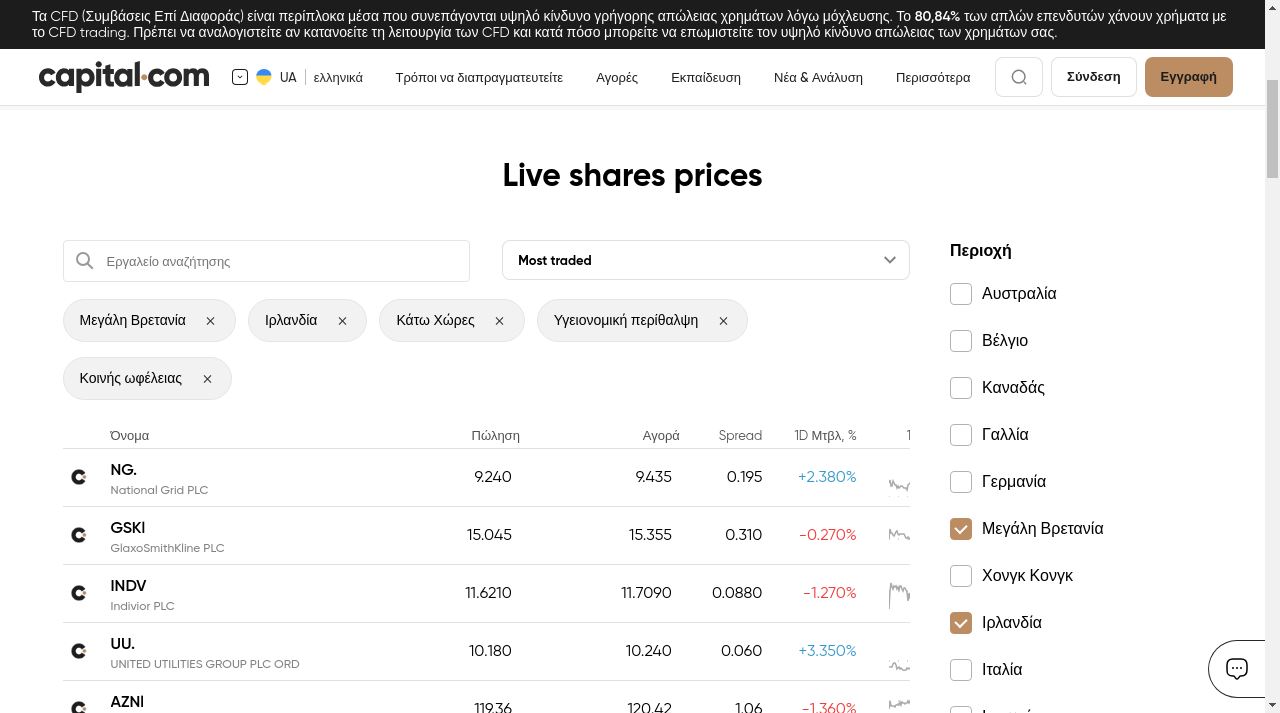 Τα CFD (Συμβάσεις Επί Διαφοράς) είναι περίπλοκα μέσα που συνεπάγονται υψηλό κίνδυνο γρήγορης απώλειας χρημάτων λόγω μόχλευσης. Το 80,84% των απλών επενδυτών χάνουν χρήματα με
το CFD trading. Πρέπει να αναλογιστείτε αν κατανοείτε τη λειτουργία των CFD και κατά πόσο μπορείτε να επωμιστείτε τον υψηλό κίνδυνο απώλειας των χρημάτων σας.
capital.com UA ελληνικά Τρόποι να διαπραγματευτείτε Αγορές Εκπαίδευση Νέα & Ανάλυση Περισσότερα Σύνδεση Εγγραφή
Live shares prices
Εργαλείο αναζήτησης Most traded
Μεγάλη Βρετανία Ιρλανδία Κάτω Χώρες Υγειονομική περίθαλψη
Κοινής ωφέλειας
Όνομα Πώληση Αγορά Spread 1D Μτβλ, %
NG. 9.240 9.435 0.195 +2.380%
National Grid PLC
GSKl 15.045 15.355 0.310 -0.270%
GlaxoSmithKline PLC
INDV 11.6210 11.7090 0.0880 -1.270%
Indivior PLC
UU. 10.180 10.240 0.060 +3.350%
UNITED UTILITIES GROUP PLC ORD
AZNl 119.36 120.42 1.06 -1.360%
Περιοχή
Αυστραλία
Βέλγιο
Καναδάς
Γαλλία
Γερμανία
Μεγάλη Βρετανία
Χονγκ Κονγκ
Ιρλανδία
Ιταλία